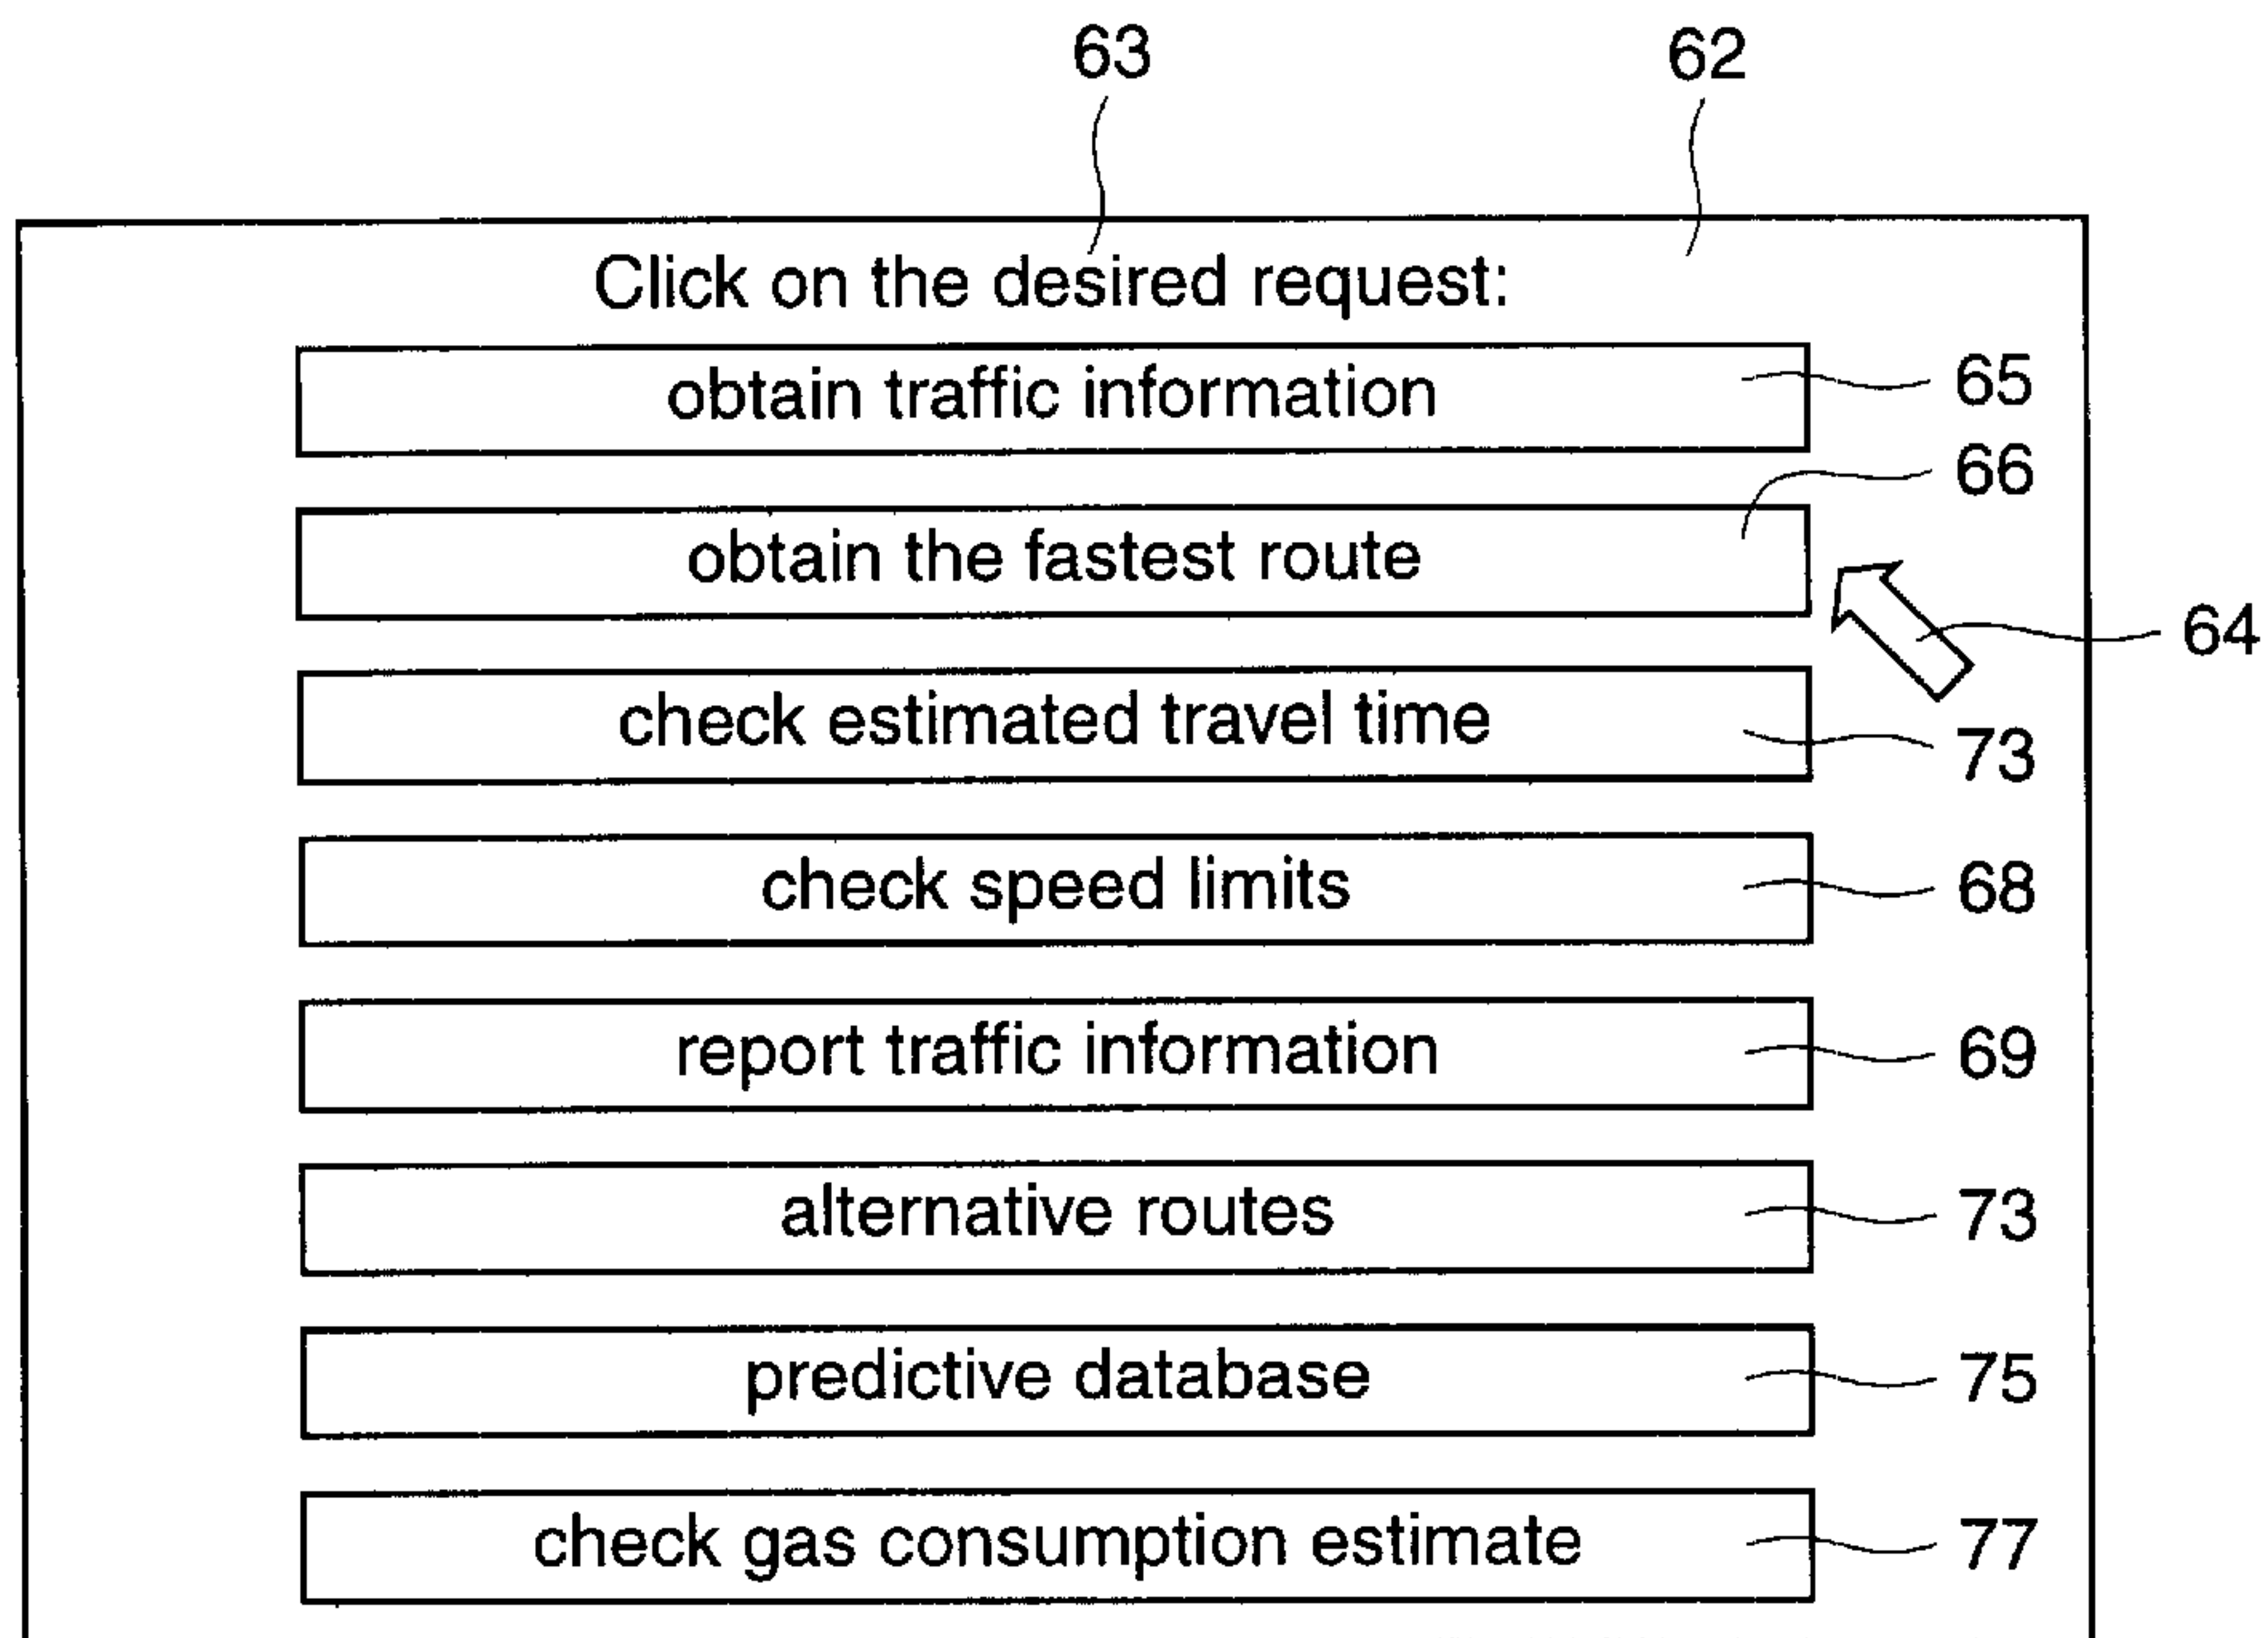 63 62
Click on the desired request:
obtain traffic information 65
66
obtain the fastest route
64
check estimated travel time 73
check speed limits 68
report traffic information 69
alternative routes 73
predictive database 75
check gas consumption estimate 77